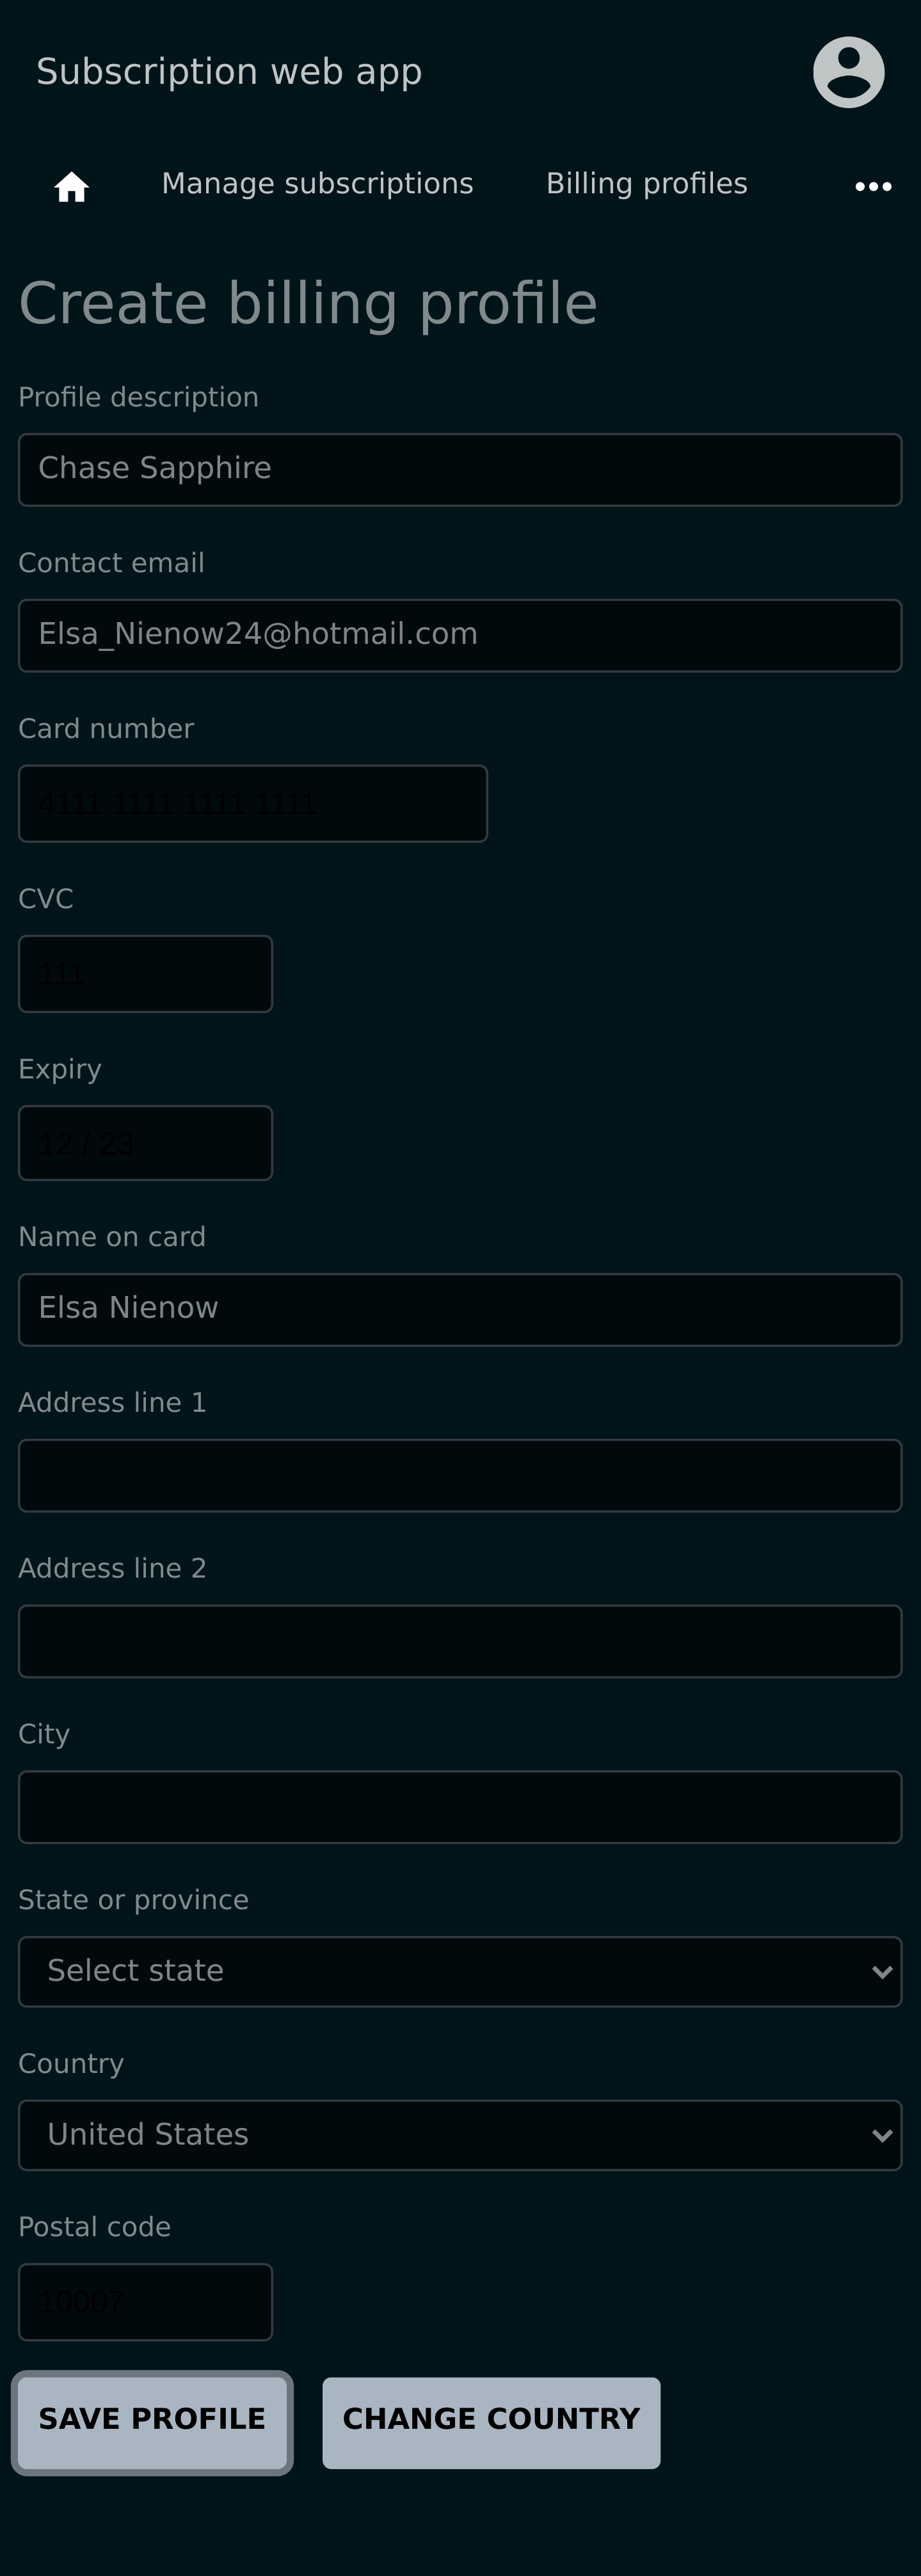 Subscription web app
Manage subscriptions Billing profiles
Create billing profile
Profile description
Chase Sapphire
Contact email
Elsa_Nienow24@hotmail.com
Card number
4111 1111 1111 1111
CVC
111
Expiry
12 / 23
Name on card
Elsa Nienow
Address line 1
Address line 2
City
State or province
Select state
Country
United States
Postal code
10007
SAVE PROFILE CHANGE COUNTRY